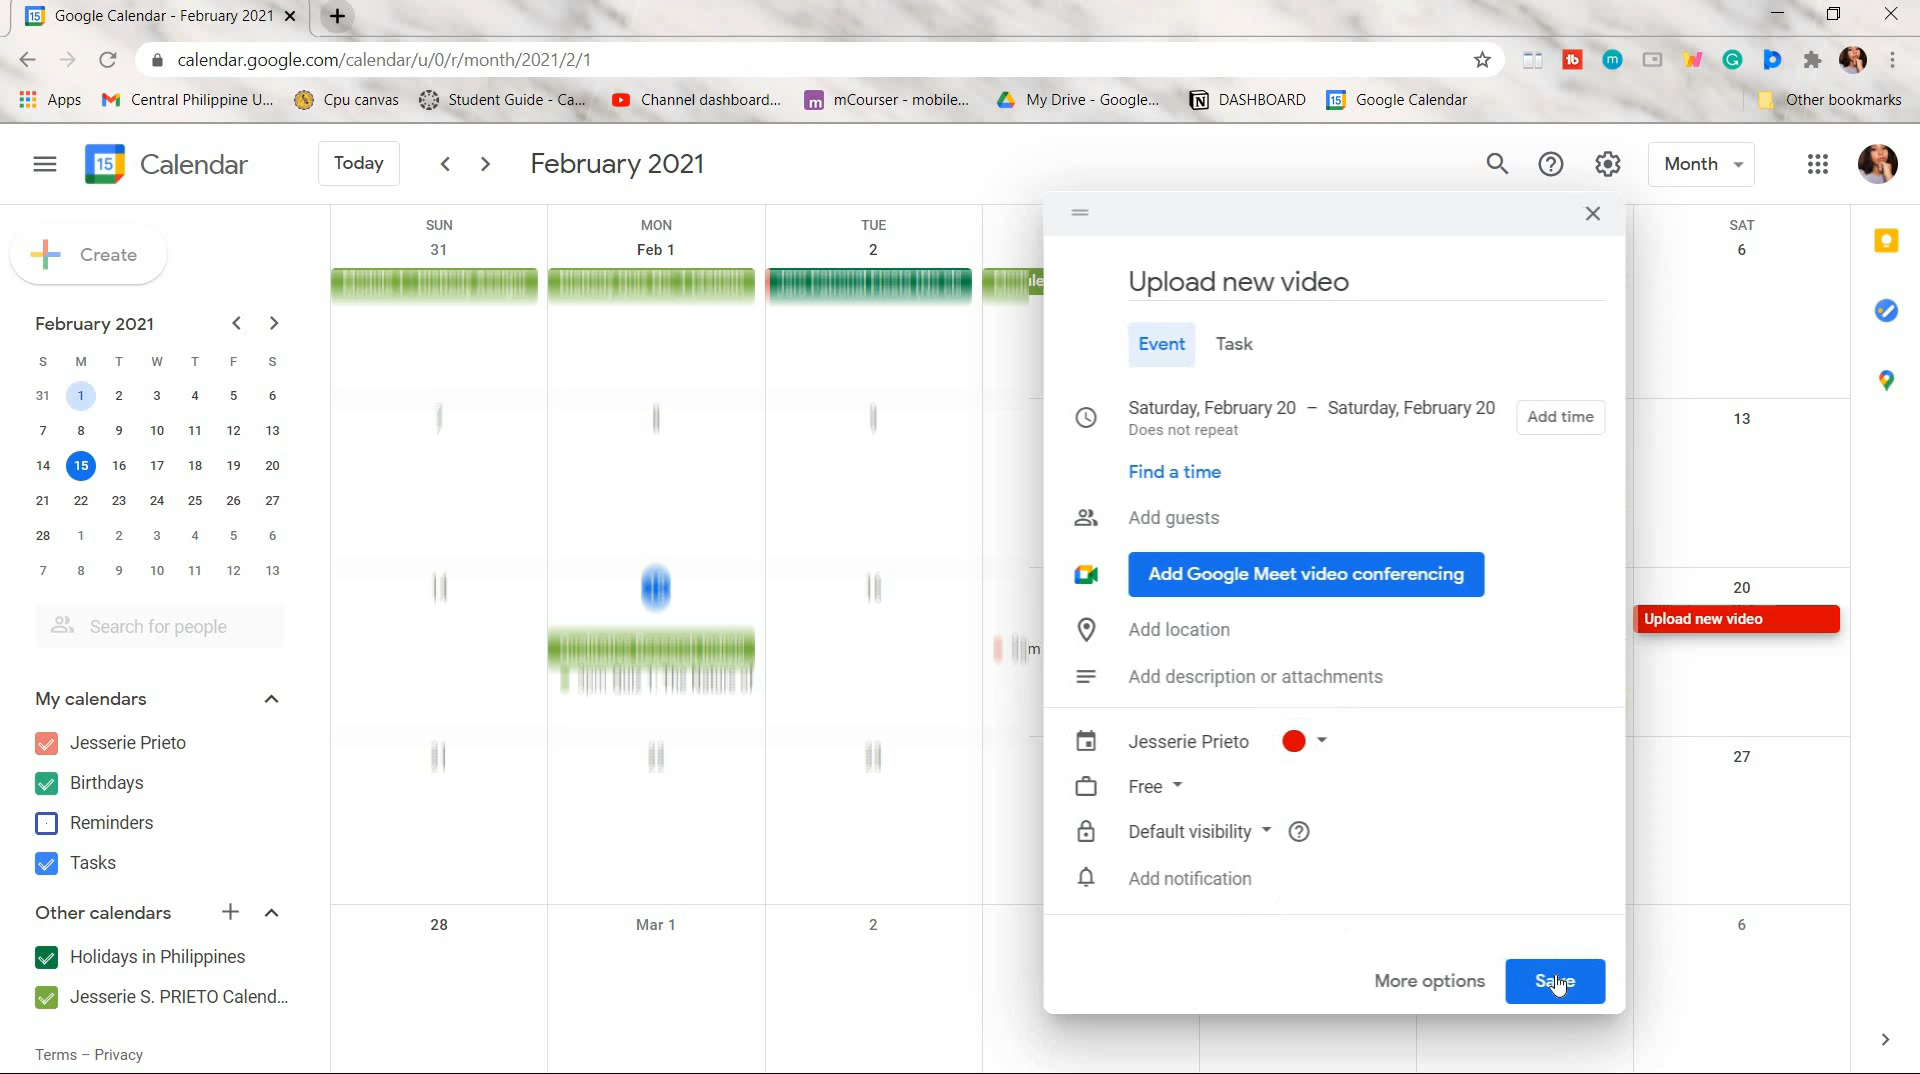 Google Calendar - February 2021
calendar.google.com/calendar/u/0/r/month/2021/2/1
Apps Central Philippine U... Cpu canvas Student Guide - Ca... Channel dashboard... mCourser - mobile... My Drive - Google... DASHBOARD Google Calendar Other bookmarks
15 Calendar Today February 2021 Month
Create
SUN MON TUE SAT
31 Feb 1 2 6
February 2021
S M T W T F S
31 1 2 3 4 5 6
7 8 9 10 11 12 13
14 15 16 17 18 19 20
21 22 23 24 25 26 27
28 1 2 3 4 5 6
7 8 9 10 11 12 13
Search for people
My calendars
Jesserie Prieto
Birthdays
Reminders
Tasks
Other calendars
Holidays in Philippines
Jesserie S. PRIETO Calend...
Terms – Privacy
28 Mar 1 2 6
13
20
Upload new video
27
Upload new video
Event Task
Saturday, February 20 – Saturday, February 20 Add time
Does not repeat
Find a time
Add guests
Add Google Meet video conferencing
Add location
Add description or attachments
Jesserie Prieto
Free
Default visibility
Add notification
More options Save